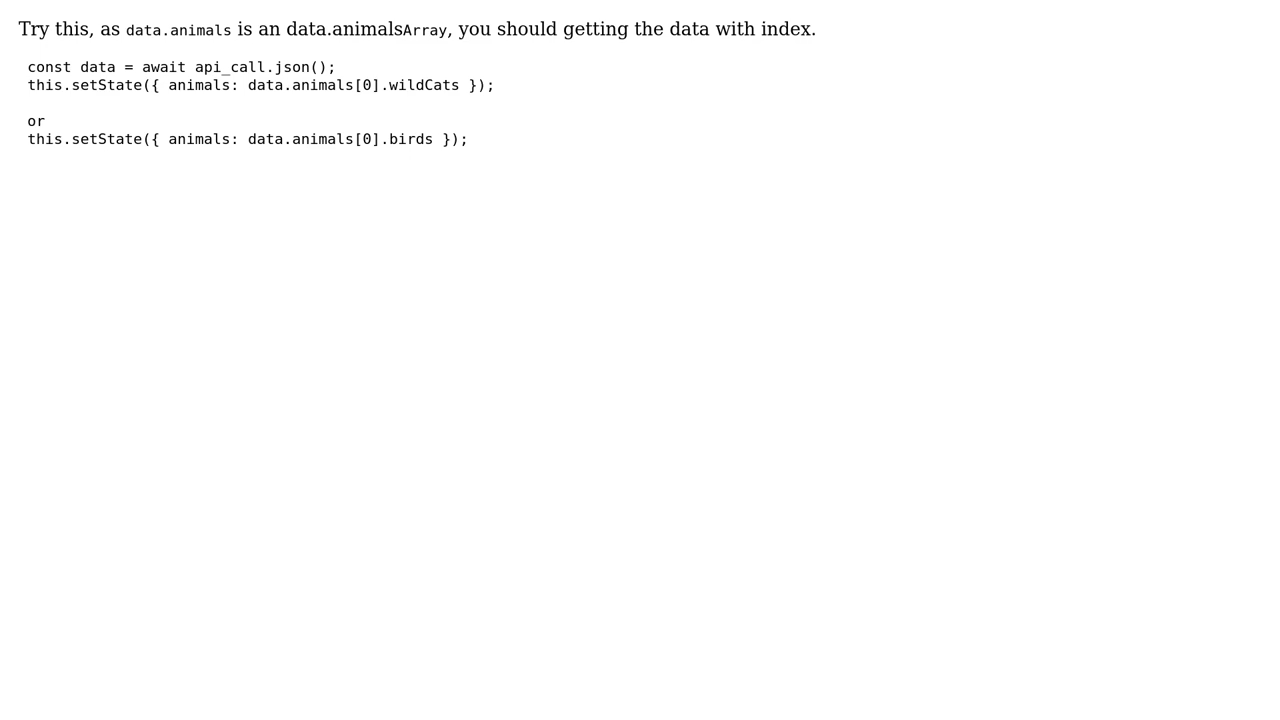 Try this, as data.animals is an data.animalsArray, you should getting the data with index.
const data = await api_call.json();
this.setState({ animals: data.animals[0].wildCats });
or
this.setState({ animals: data.animals[0].birds });